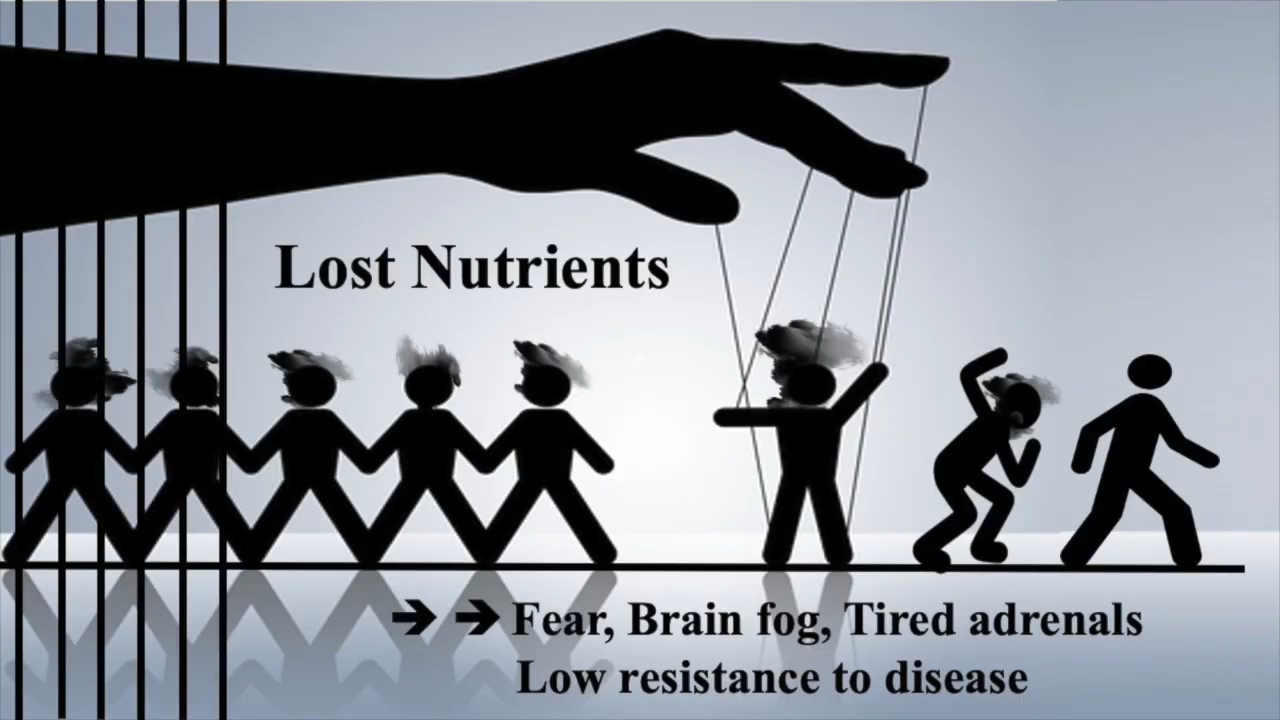 Lost Nutrients
➔ ➔ Fear, Brain fog, Tired adrenals
Low resistance to disease